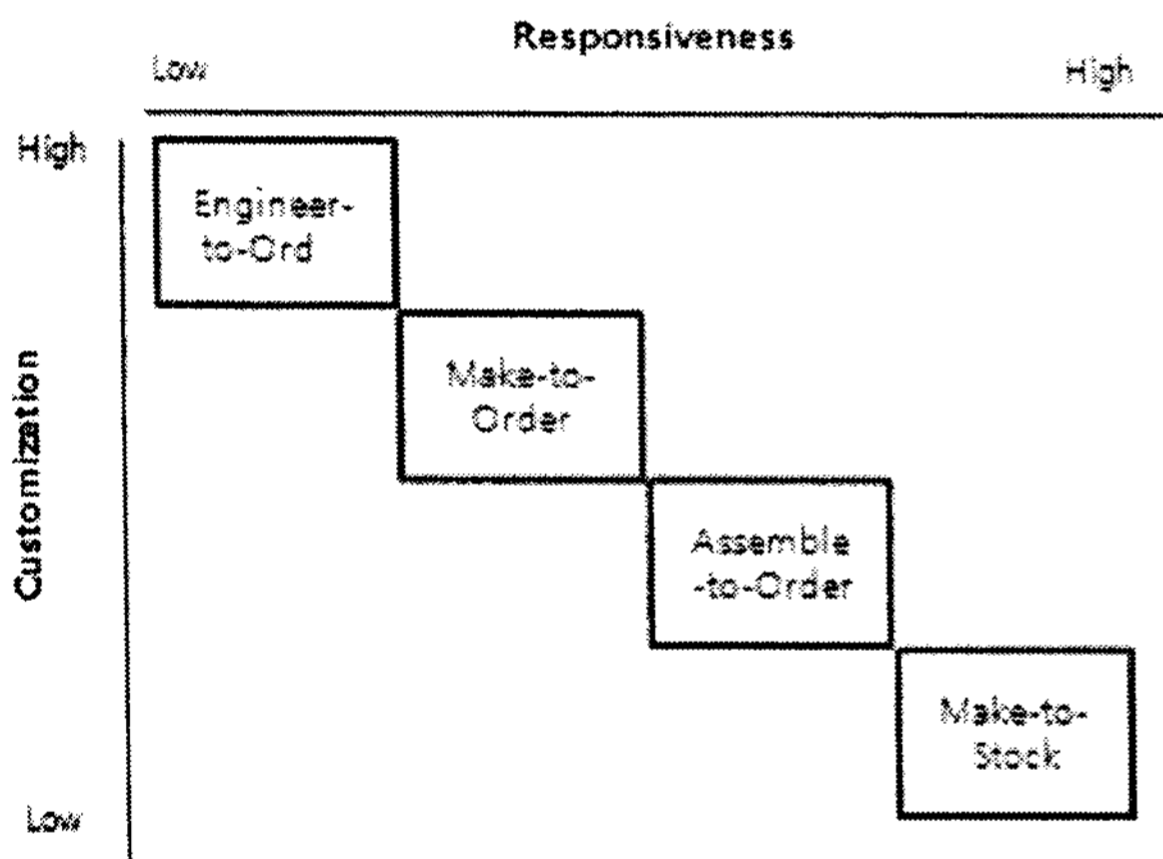 Responsiveness
Low
High
High
Engineer-
to-Ord
Make-to-
Order
Customization
Assemble
-to-Order
Make-to-
Stock
Low